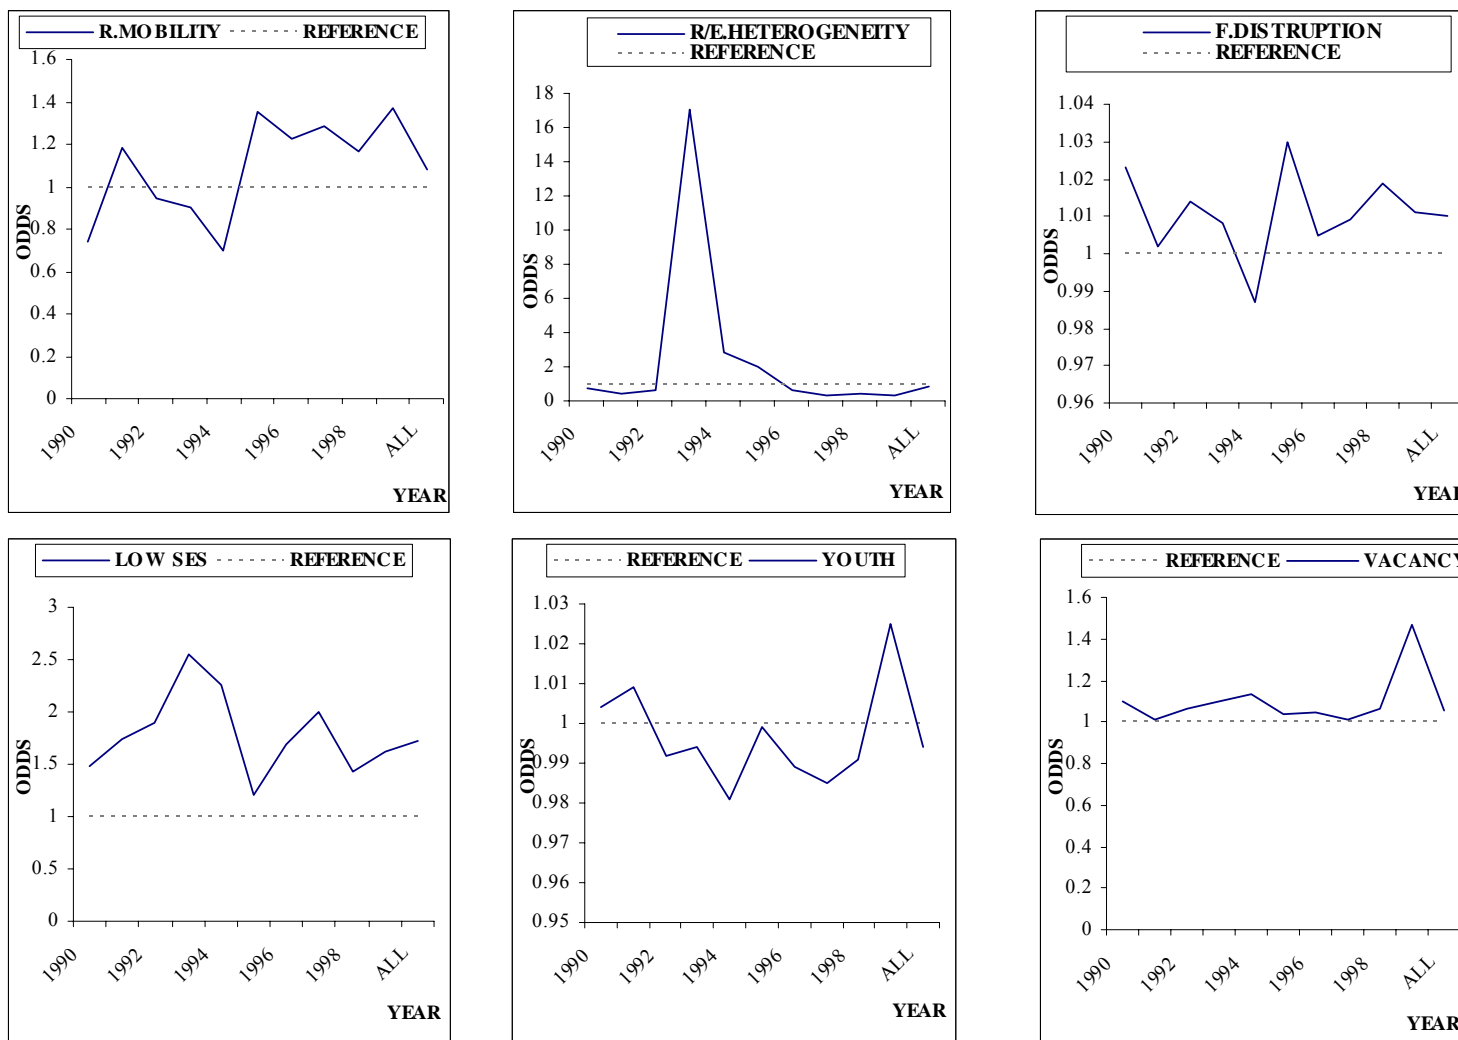 R.MOBILITY REFERENCE
1.6
1.4
1.2
1
0.8
0.6
0.4
0.2
0
ODDS
1990 1992 1994 1996 1998 ALL
YEAR
R/E.HETEROGENEITY
REFERENCE
18
16
14
12
10
8
6
4
2
0
ODDS
1990 1992 1994 1996 1998 ALL
YEAR
F.DISTRUPTION
REFERENCE
1.04
1.03
1.02
1.01
1
0.99
0.98
0.97
0.96
ODDS
1990 1992 1994 1996 1998 ALL
YEAR
LOW SES REFERENCE
3
2.5
2
1.5
1
0.5
0
ODDS
1990 1992 1994 1996 1998 ALL
YEAR
REFERENCE YOUTH
1.03
1.02
1.01
1
0.99
0.98
0.97
0.96
0.95
ODDS
1990 1992 1994 1996 1998 ALL
YEAR
REFERENCE VACANCY
1.6
1.4
1.2
1
0.8
0.6
0.4
0.2
0
ODDS
1990 1992 1994 1996 1998 ALL
YEAR